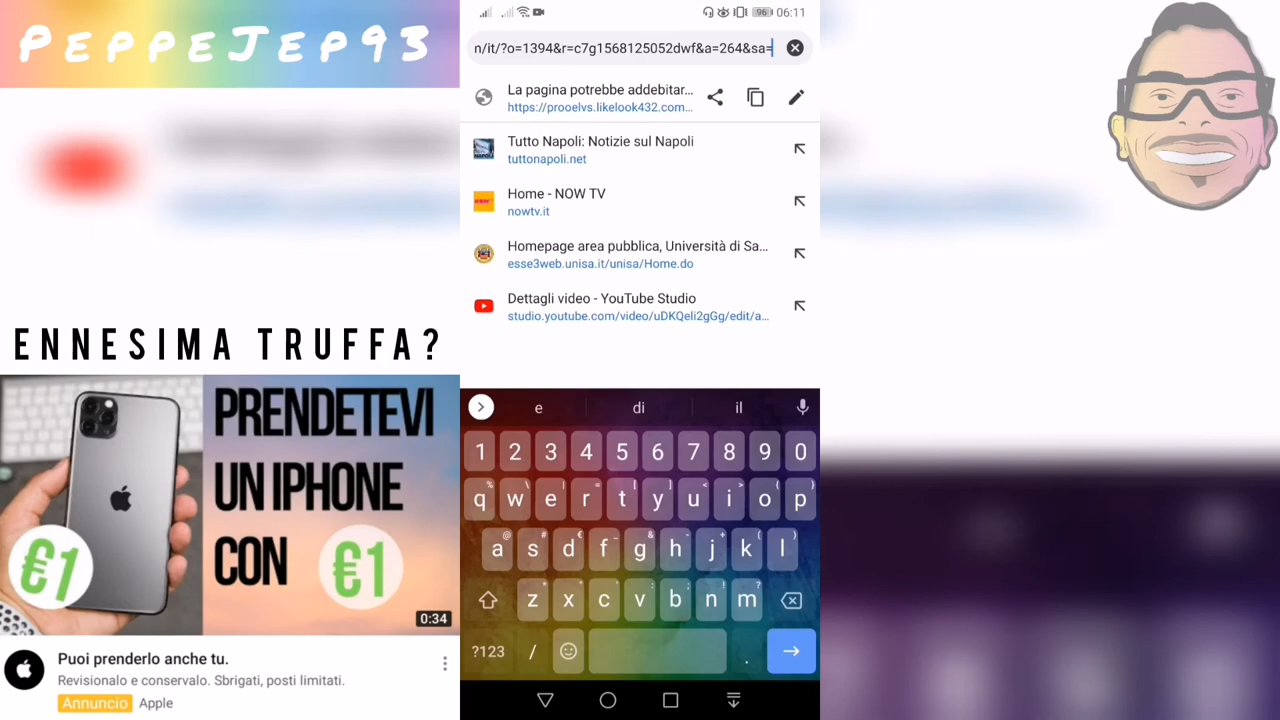 PEPPEJEP93
ENNESIMA TRUFFA?
€1
PRENDETEVI
UN IPHONE
CON €1
0:34
Puoi prenderlo anche tu.
Revisionalo e conservalo. Sbrigati, posti limitati.
Annuncio Apple
96 06:11
n/it/?o=1394&r=c7g1568125052dwf&a=264&sa=
La pagina potrebbe addebitar...
https://prooelvs.likelook432.com...
Tutto Napoli: Notizie sul Napoli
tuttonapoli.net
Home - NOW TV
nowtv.it
Homepage area pubblica, Università di Sa...
esse3web.unisa.it/unisa/Home.do
Dettagli video - YouTube Studio
studio.youtube.com/video/uDKQeli2gGg/edit/a...
e di il
1 2 3 4 5 6 7 8 9 0
q w e r t y u i o p
a s d f g h j k l
z x c v b n m
?123 / .